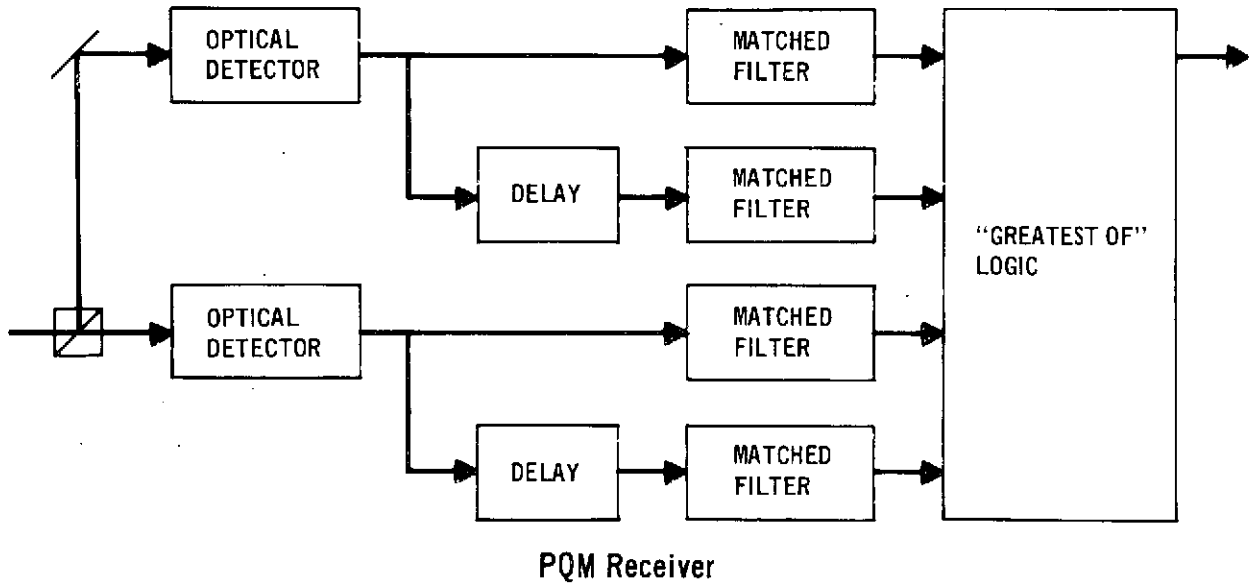 OPTICAL
DETECTOR
MATCHED
FILTER
DELAY
MATCHED
FILTER
"GREATEST OF"
LOGIC
OPTICAL
DETECTOR
MATCHED
FILTER
DELAY
MATCHED
FILTER
PQM Receiver